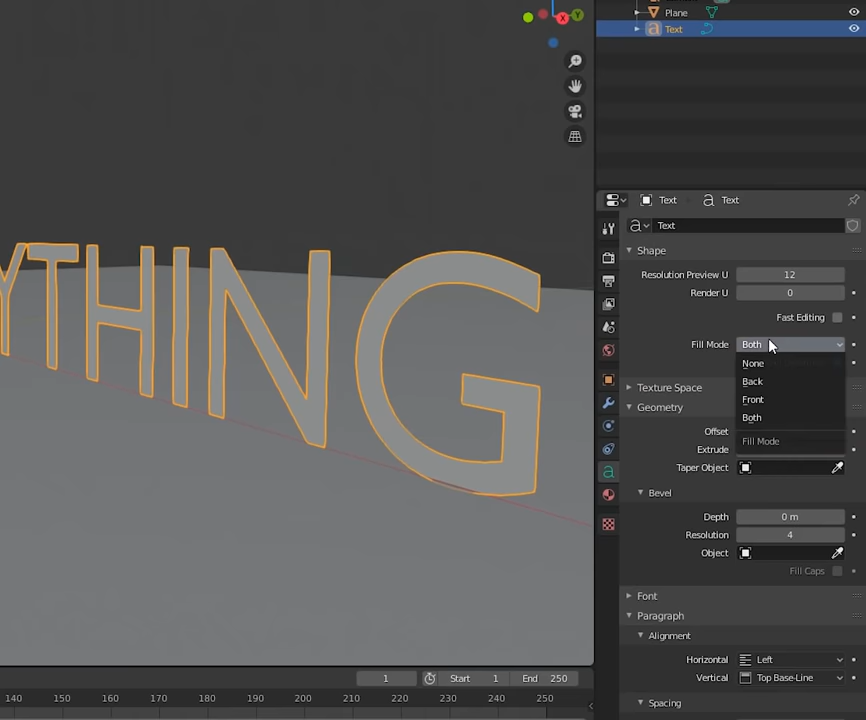 Plane
Text
Text
Text
Text
Shape
Resolution Preview U 12
Render U 0
Fast Editing
Fill Mode Both
None
Back
Texture Space
Front
Geometry
Both
Offset
Fill Mode
Extrude
Taper Object
Bevel
Depth 0 m
Resolution 4
Object
Fill Caps
Font
Paragraph
Alignment
Horizontal Left
Vertical Top Base-Line
Spacing
YTHING
1 Start 1 End 250
140 150 160 170 180 190 200 210 220 230 240 250